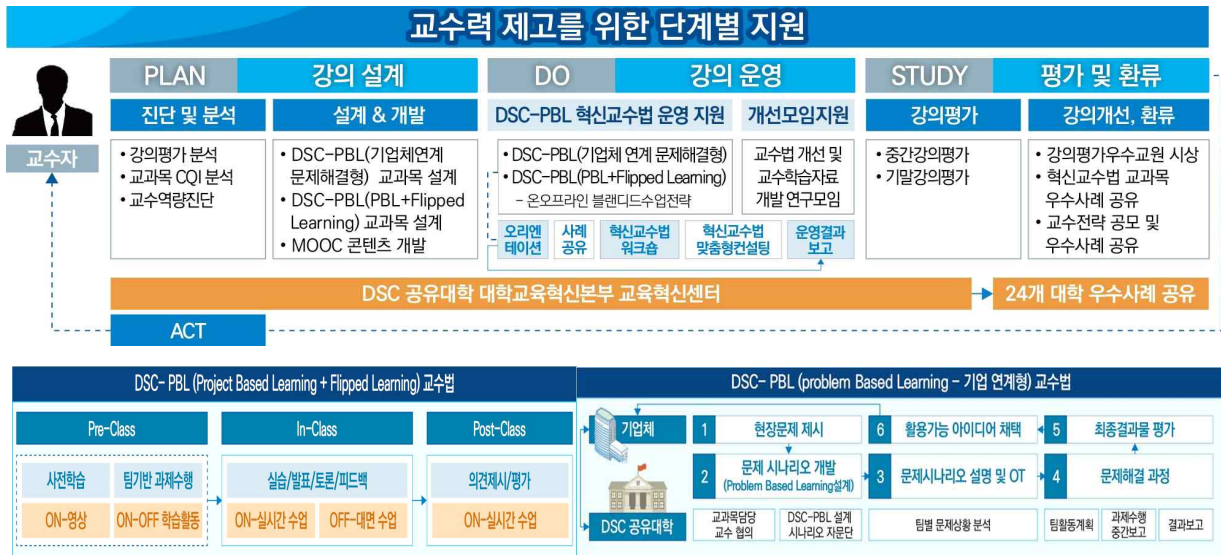 교수력 제고를 위한 단계별 지원
PLAN
강의 설계
DO
강의 운영
STUDY
평가 및 환류
교수자
진단 및 분석
• 강의평가 분석
• 교과목 CQI 분석
• 교수역량진단
설계 & 개발
• DSC-PBL(기업체연계
문제해결형) 교과목 설계
• DSC-PBL(PBL+Flipped
Learning) 교과목 설계
• MOOC 콘텐츠 개발
DSC-PBL 혁신교수법 운영 지원
• DSC-PBL(기업체 연계 문제해결형)
• DSC-PBL(PBL+Flipped Learning)
- 온오프라인 블랜디드수업전략
개선모임지원
교수법 개선 및
교수학습자료
개발 연구모임
오리엔
테이션
사례
공유
혁신교수법
워크숍
혁신교수법
맞춤형컨설팅
운영결과
보고
강의평가
• 중간강의평가
• 기말강의평가
강의개선, 환류
• 강의평가우수교원 시상
• 혁신교수법 교과목
우수사례 공유
• 교수전략 공모 및
우수사례 공유
DSC 공유대학 대학교육혁신본부 교육혁신센터
24개 대학 우수사례 공유
ACT
DSC- PBL (Project Based Learning + Flipped Learning) 교수법
Pre-Class
In-Class
Post-Class
사전학습
팀기반 과제수행
실습/발표/토론/피드백
의견제시/평가
ON-영상
ON-OFF 학습활동
ON-실시간 수업
OFF-대면 수업
ON-실시간 수업
DSC- PBL (problem Based Learning - 기업 연계형) 교수법
기업체
1 현장문제 제시
6 활용가능 아이디어 채택
5 최종결과물 평가
2 문제 시나리오 개발
(Problem Based Learning설계)
3 문제시나리오 설명 및 OT
4 문제해결 과정
DSC 공유대학
교과목담당
교수 협의
DSC-PBL 설계
시나리오 자문단
팀별 문제상황 분석
팀활동계획
과제수행
중간보고
결과보고